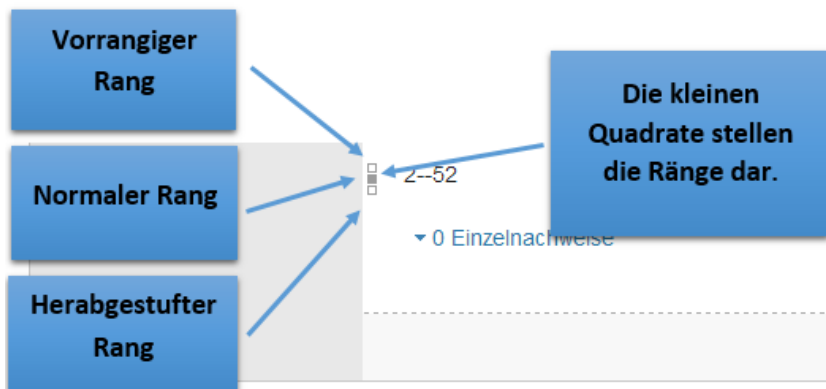 Vorrangiger
Rang
Die kleinen
Quadrate stellen
die Ränge dar.
Normaler Rang
2--52
0 Einzelnachweise
Herabgestufter
Rang